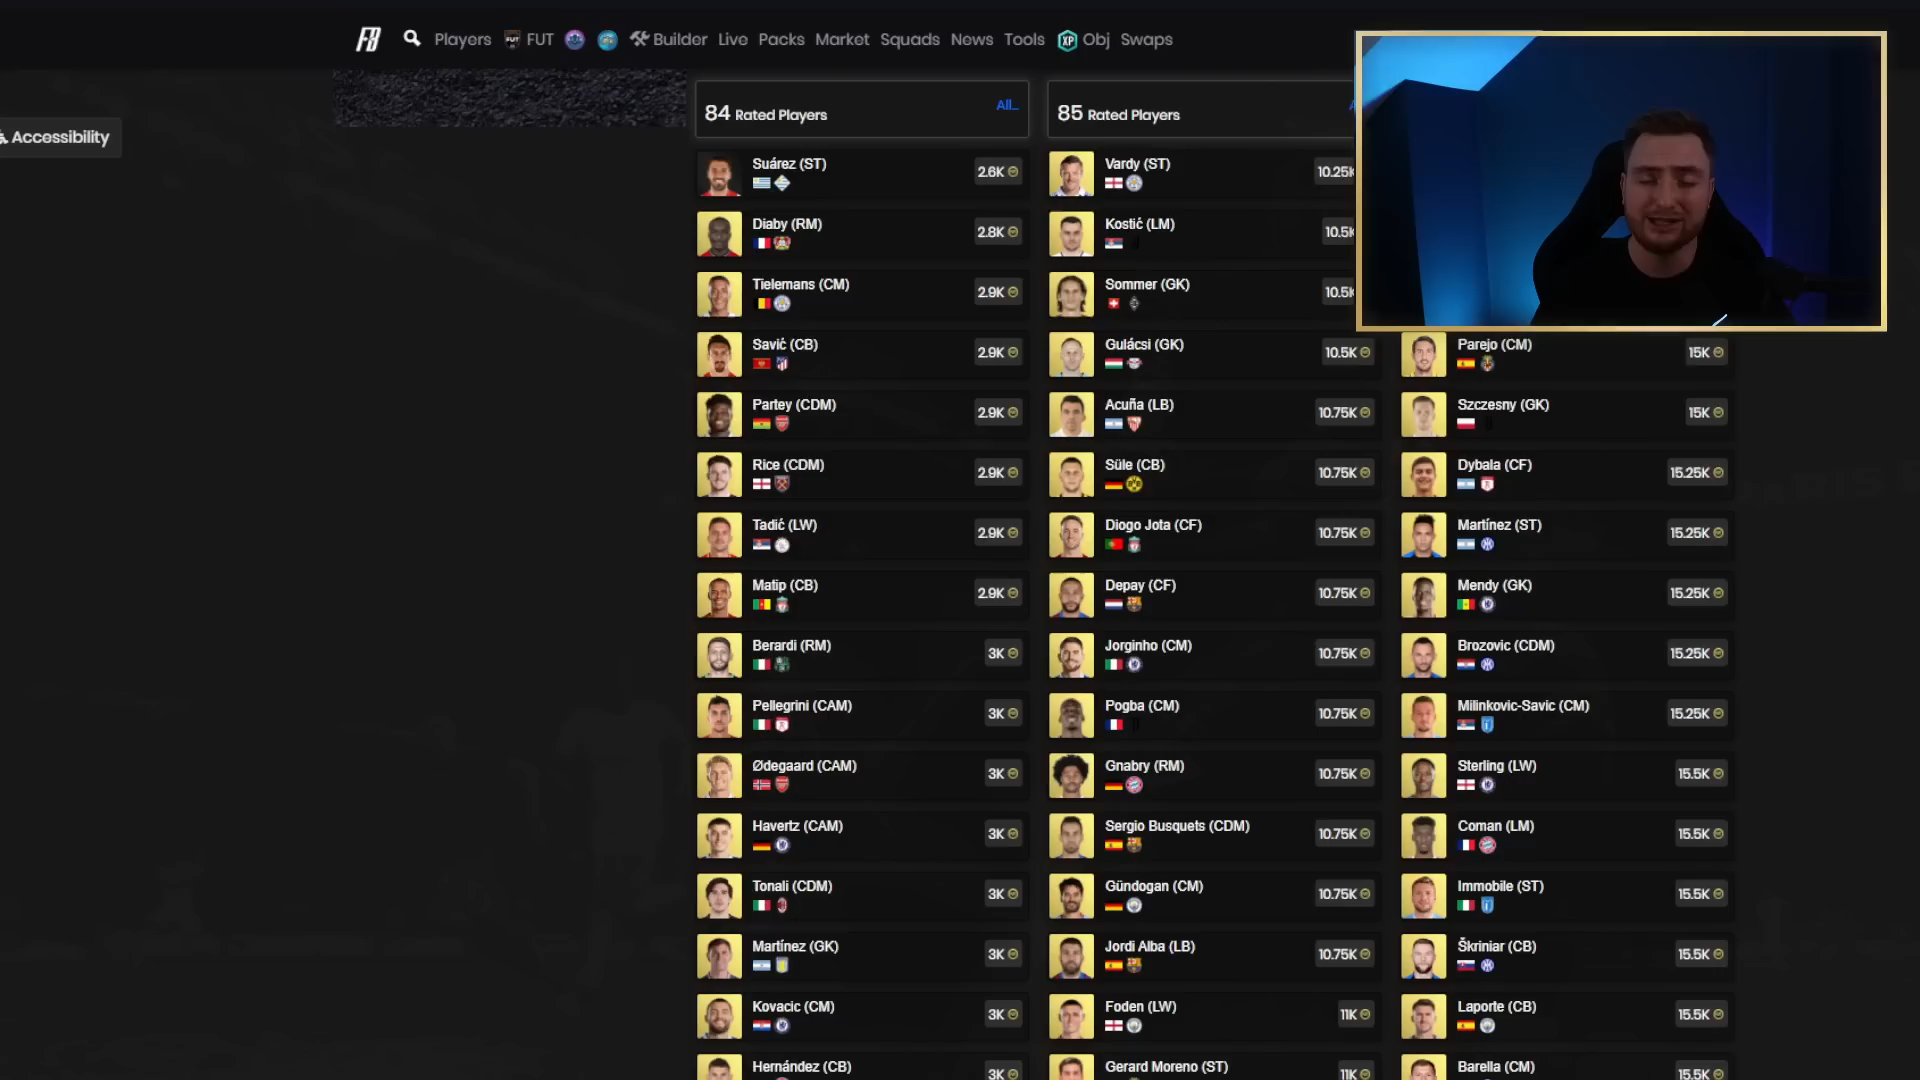 Players
FUT
Builder
Live
Packs
Market
Squads
News
Tools
XP
Obj
Swaps
Accessibility
84 Rated Players
All...
Suárez (ST)
2.6K
Diaby (RM)
2.8K
Tielemans (CM)
2.9K
Savić (CB)
2.9K
Partey (CDM)
2.9K
Rice (CDM)
2.9K
Tadić (LW)
2.9K
Matip (CB)
2.9K
Berardi (RM)
3K
Pellegrini (CAM)
3K
Ødegaard (CAM)
3K
Havertz (CAM)
3K
Tonali (CDM)
3K
Martínez (GK)
3K
Kovacic (CM)
3K
Hernández (CB)
3K
85 Rated Players
Vardy (ST)
10.25K
Kostić (LM)
10.5K
Sommer (GK)
10.5K
Gulácsi (GK)
10.5K
Acuña (LB)
10.75K
Süle (CB)
10.75K
Diogo Jota (CF)
10.75K
Depay (CF)
10.75K
Jorginho (CM)
10.75K
Pogba (CM)
10.75K
Gnabry (RM)
10.75K
Sergio Busquets (CDM)
10.75K
Gündogan (CM)
10.75K
Jordi Alba (LB)
10.75K
Foden (LW)
11K
Gerard Moreno (ST)
11K
Parejo (CM)
15K
Szczesny (GK)
15K
Dybala (CF)
15.25K
Martínez (ST)
15.25K
Mendy (GK)
15.25K
Brozovic (CDM)
15.25K
Milinkovic-Savic (CM)
15.25K
Sterling (LW)
15.5K
Coman (LM)
15.5K
Immobile (ST)
15.5K
Škriniar (CB)
15.5K
Laporte (CB)
15.5K
Barella (CM)
15.5K